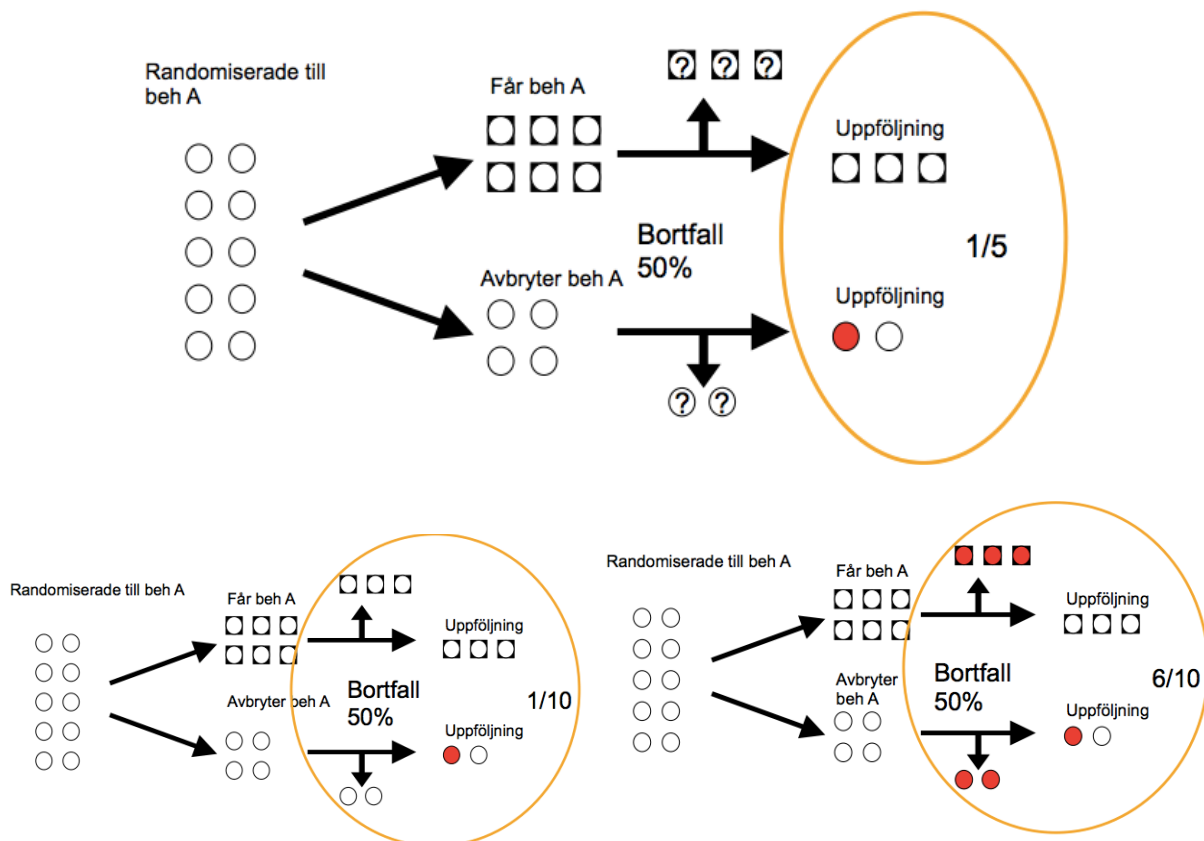 Randomiserade till
beh A
Får beh A
? ? ?
Uppföljning
Bortfall
50%
1/5
Avbryter beh A
Uppföljning
? ?
Randomiserade till beh A
Får beh A
Uppföljning
Avbryter beh A
Bortfall
50%
1/10
Uppföljning
Randomiserade till beh A
Får beh A
Uppföljning
Avbryter
beh A
Bortfall
50%
6/10
Uppföljning